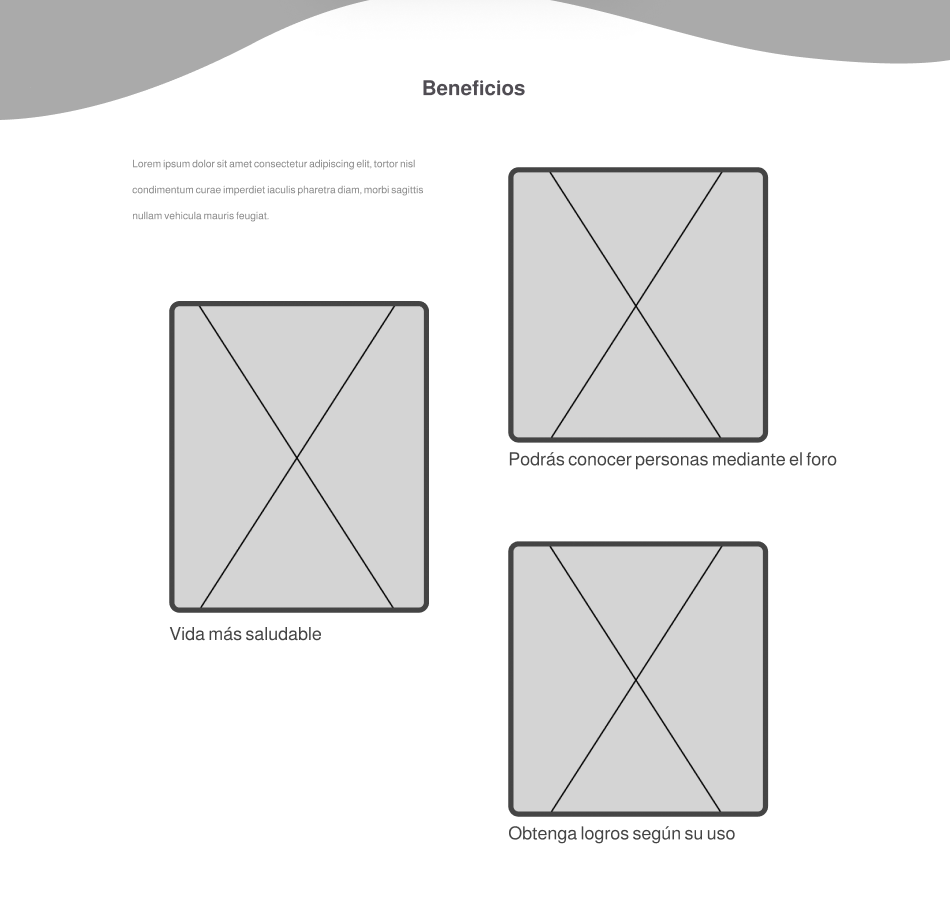 Beneficios
Lorem ipsum dolor sit amet consectetur adipiscing elit, tortor nisl
condimentum curae imperdiet iaculis pharetra diam, morbi sagittis
nullam vehicula mauris feugiat.
Vida más saludable
Podrás conocer personas mediante el foro
Obtenga logros según su uso